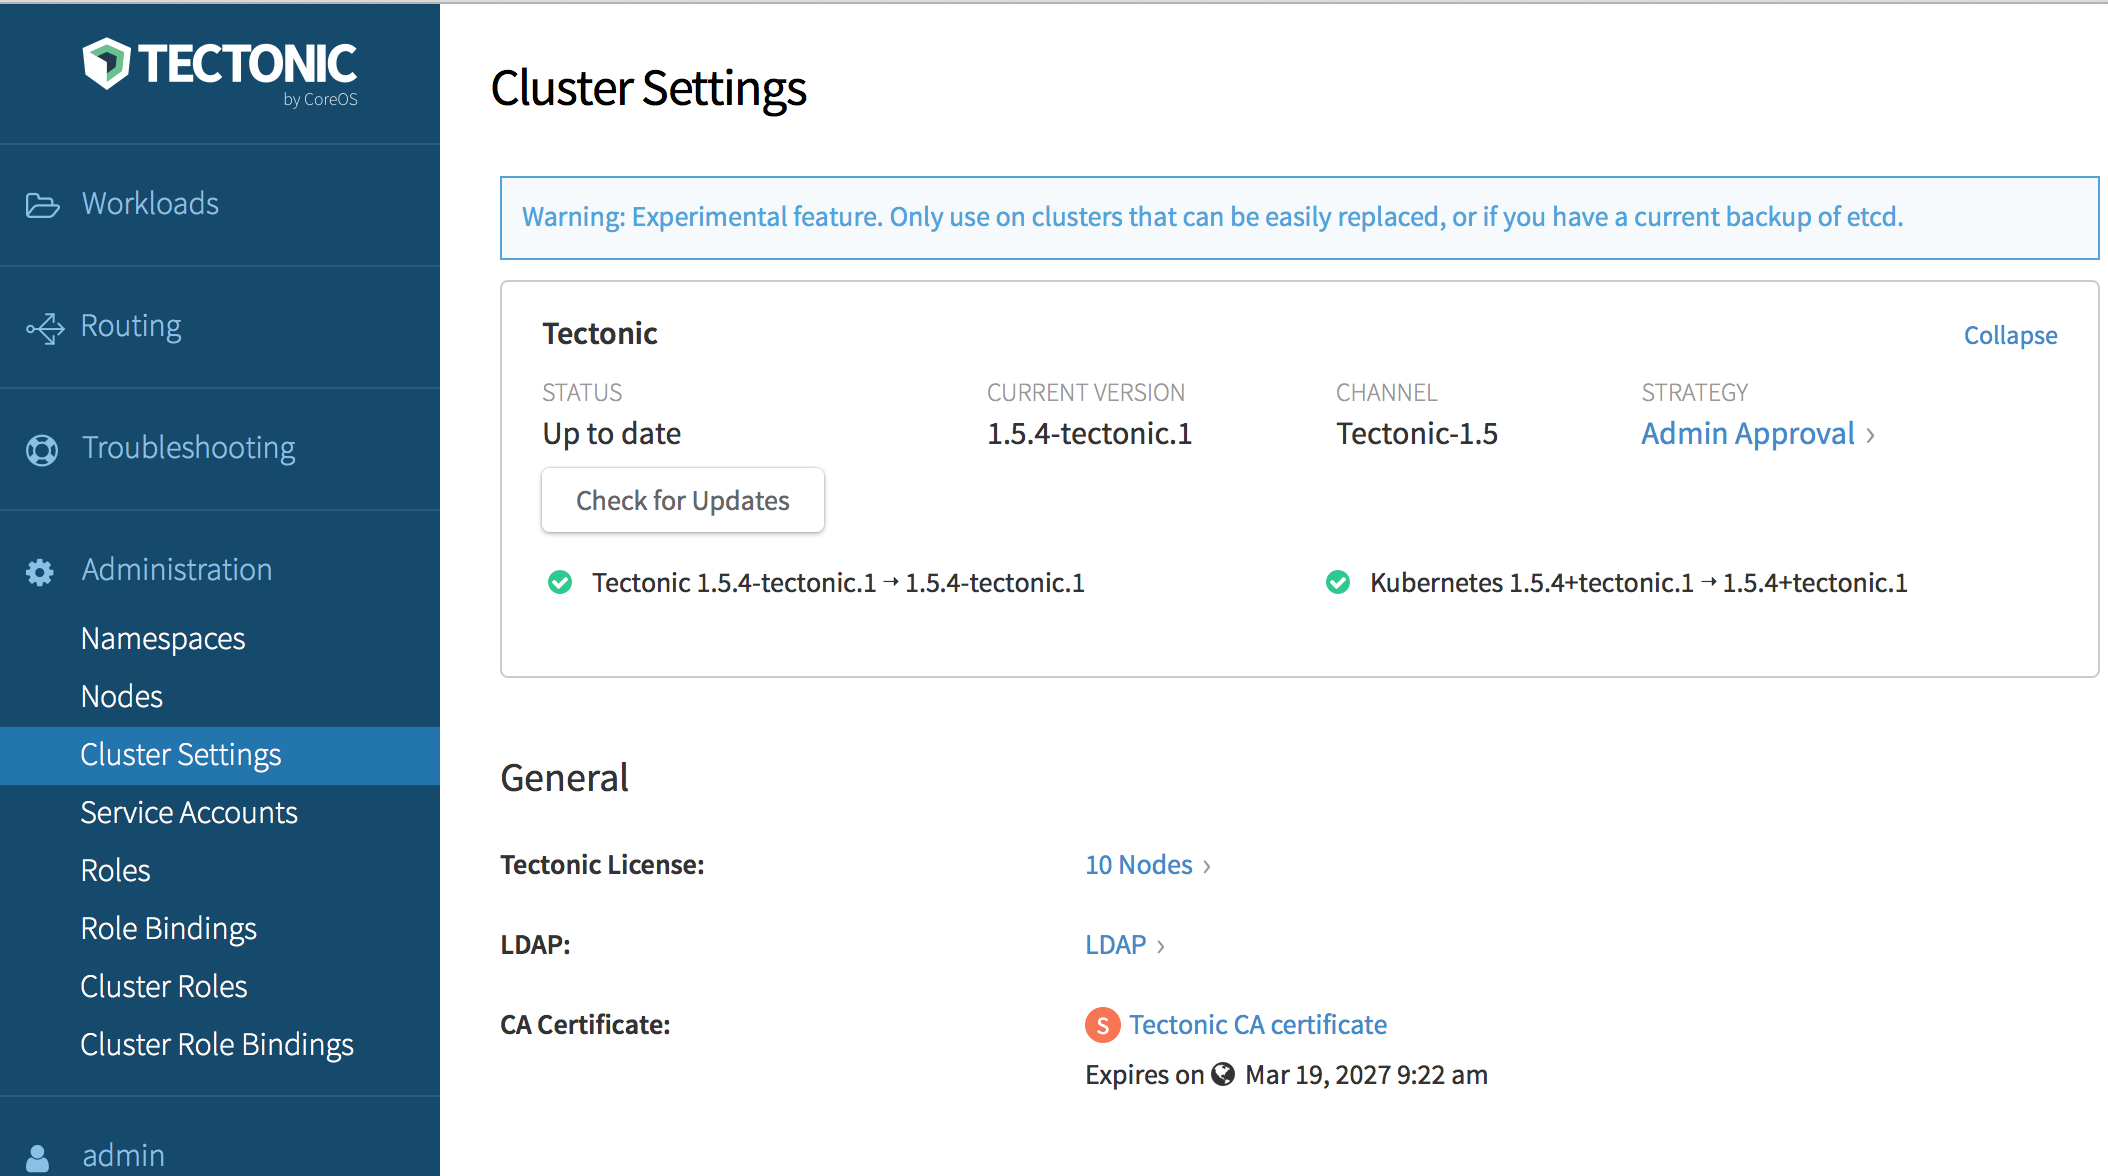 TECTONIC
by CoreOS
Workloads
Routing
Troubleshooting
Administration
Namespaces
Nodes
Cluster Settings
Service Accounts
Roles
Role Bindings
Cluster Roles
Cluster Role Bindings
admin
Cluster Settings
Warning: Experimental feature. Only use on clusters that can be easily replaced, or if you have a current backup of etcd.
Tectonic
Collapse
STATUS CURRENT VERSION CHANNEL STRATEGY
Up to date 1.5.4-tectonic.1 Tectonic-1.5 Admin Approval ›
Check for Updates
Tectonic 1.5.4-tectonic.1 → 1.5.4-tectonic.1 Kubernetes 1.5.4+tectonic.1 → 1.5.4+tectonic.1
General
Tectonic License: 10 Nodes ›
LDAP: LDAP ›
CA Certificate: S Tectonic CA certificate
Expires on Mar 19, 2027 9:22 am